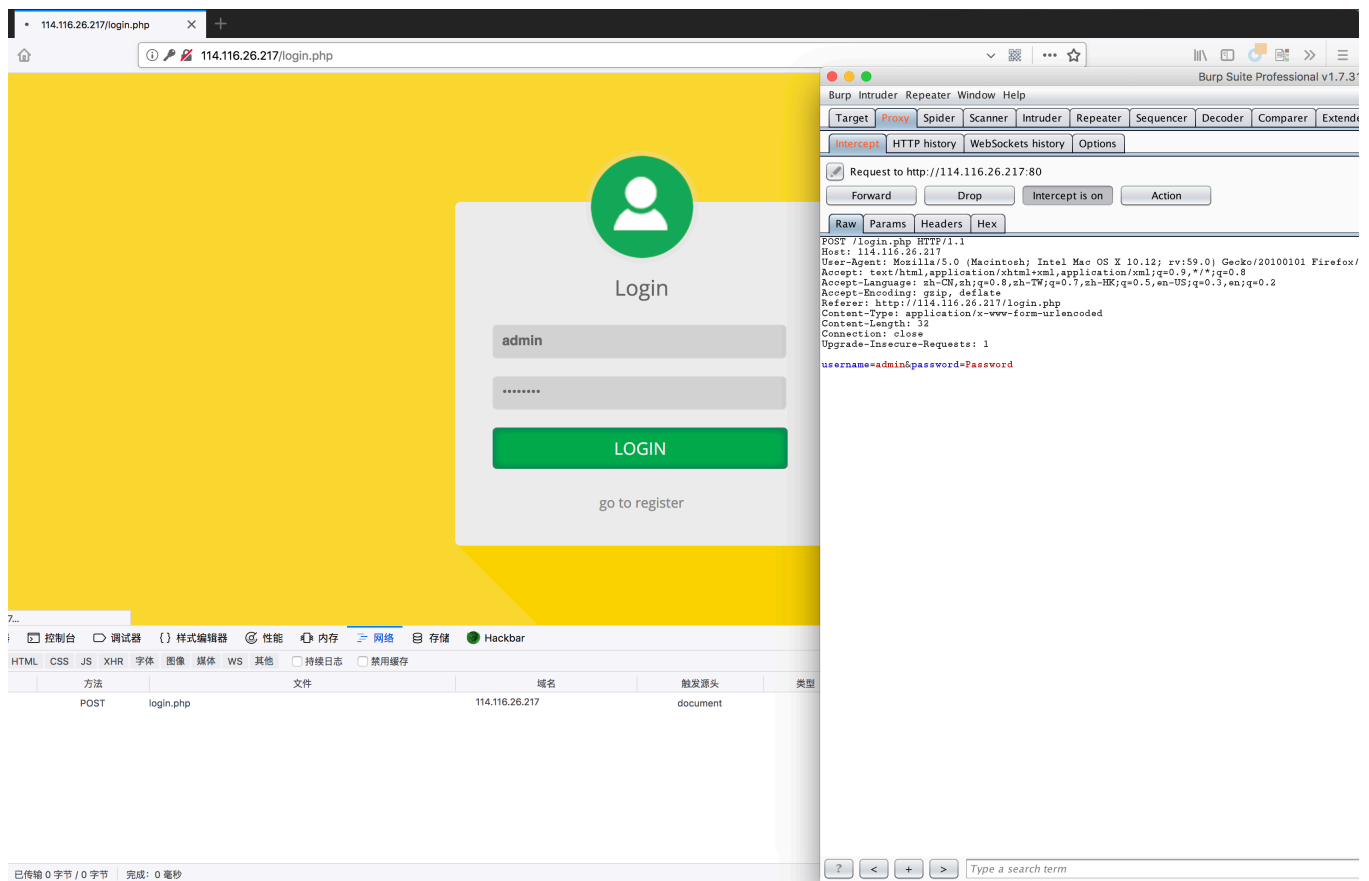 114.116.26.217/login.php
114.116.26.217/login.php
Login
admin
••••••••
LOGIN
go to register
7...
控制台 调试器 {} 样式编辑器 性能 内存 网络 存储 Hackbar
HTML CSS JS XHR 字体 图像 媒体 WS 其他 持续日志 禁用缓存
方法 文件 域名 触发源头 类型
POST login.php 114.116.26.217 document
已传输 0 字节 / 0 字节 完成: 0 毫秒
Burp Suite Professional v1.7.31
Burp Intruder Repeater Window Help
Target Proxy Spider Scanner Intruder Repeater Sequencer Decoder Comparer Extende
Intercept HTTP history WebSockets history Options
Request to http://114.116.26.217:80
Forward Drop Intercept is on Action
Raw Params Headers Hex
POST /login.php HTTP/1.1
Host: 114.116.26.217
User-Agent: Mozilla/5.0 (Macintosh; Intel Mac OS X 10.12; rv:59.0) Gecko/20100101 Firefox/
Accept: text/html,application/xhtml+xml,application/xml;q=0.9,*/*;q=0.8
Accept-Language: zh-CN,zh;q=0.8,zh-TW;q=0.7,zh-HK;q=0.5,en-US;q=0.3,en;q=0.2
Accept-Encoding: gzip, deflate
Referer: http://114.116.26.217/login.php
Content-Type: application/x-www-form-urlencoded
Content-Length: 32
Connection: close
Upgrade-Insecure-Requests: 1
username=admin&password=Password
? < + > Type a search term